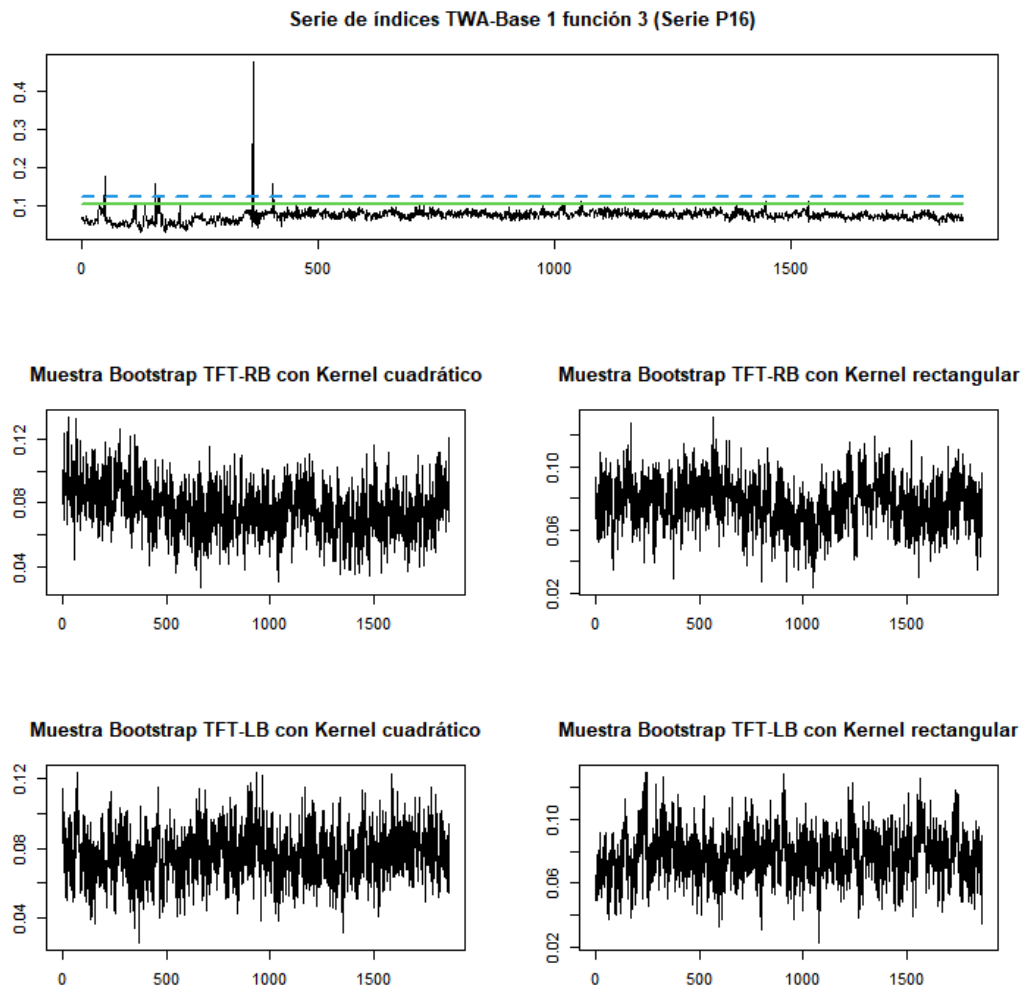 Serie de índices TWA-Base 1 función 3 (Serie P16)
0.4
0.3
0.2
0.1
0 500 1000 1500
Muestra Bootstrap TFT-RB con Kernel cuadrático Muestra Bootstrap TFT-RB con Kernel rectangular
0.12 0.10
0.08 0.06
0.04 0.02
0 500 1000 1500 0 500 1000 1500
Muestra Bootstrap TFT-LB con Kernel cuadrático Muestra Bootstrap TFT-LB con Kernel rectangular
0.12 0.10
0.08 0.06
0.04 0.02
0 500 1000 1500 0 500 1000 1500